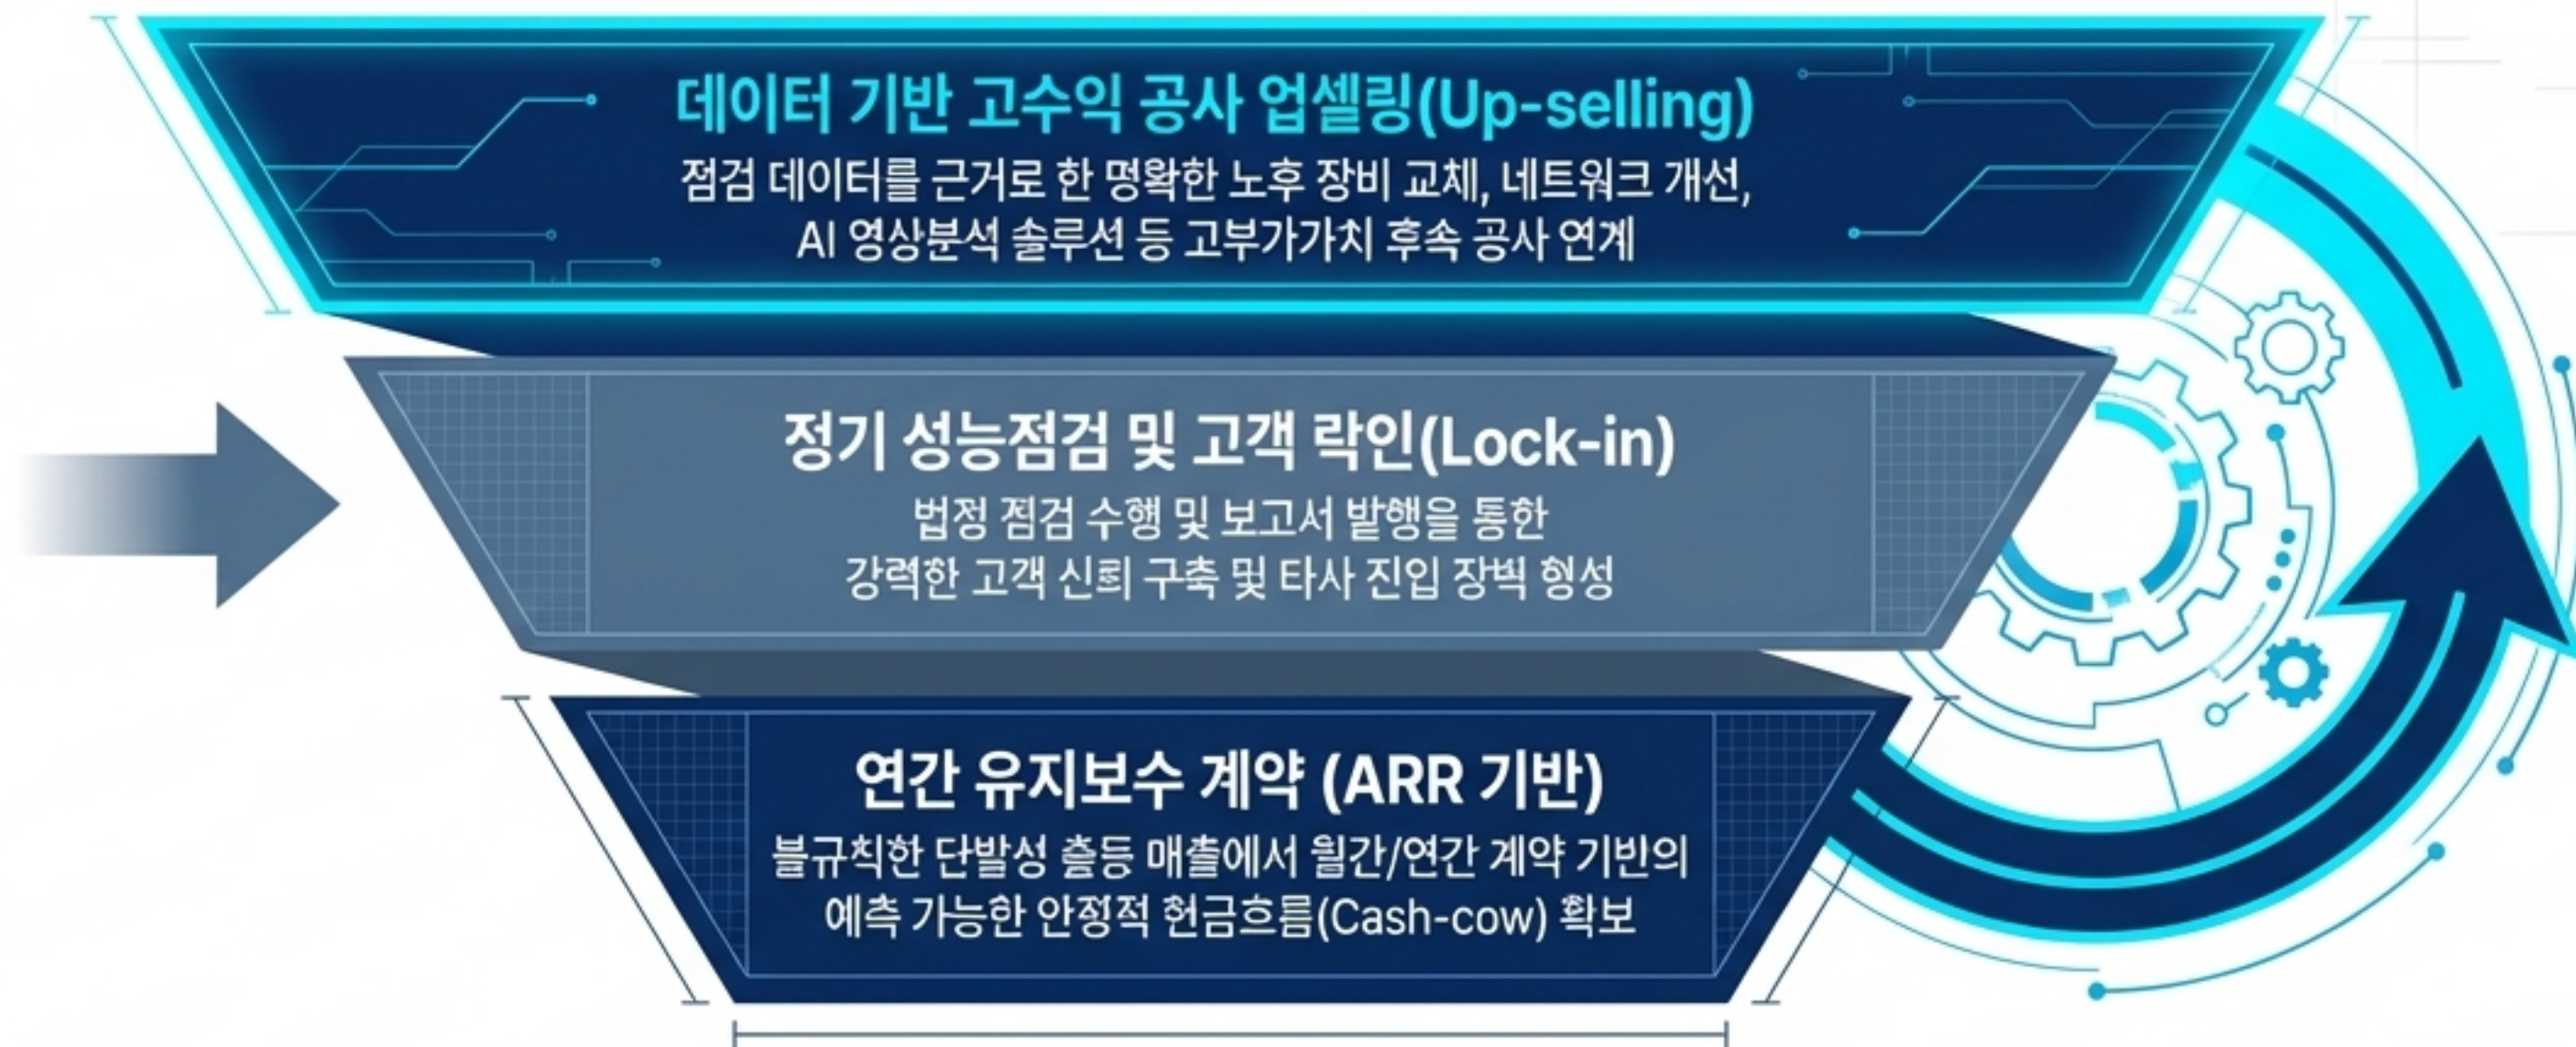 데이터 기반 고수익 공사 업셀링(Up-selling)
점검 데이터를 근거로 한 명확한 노후 장비 교체, 네트워크 개선,
AI 영상분석 솔루션 등 고부가가치 후속 공사 연계
정기 성능점검 및 고객 락인(Lock-in)
법정 점검 수행 및 보고서 발행을 통한
강력한 고객 신뢰 구축 및 타사 진입 장벽 형성
연간 유지보수 계약 (ARR 기반)
불규칙한 단발성 매출에서 월간/연간 계약 기반의
예측 가능한 안정적 현금흐름(Cash-cow) 확보